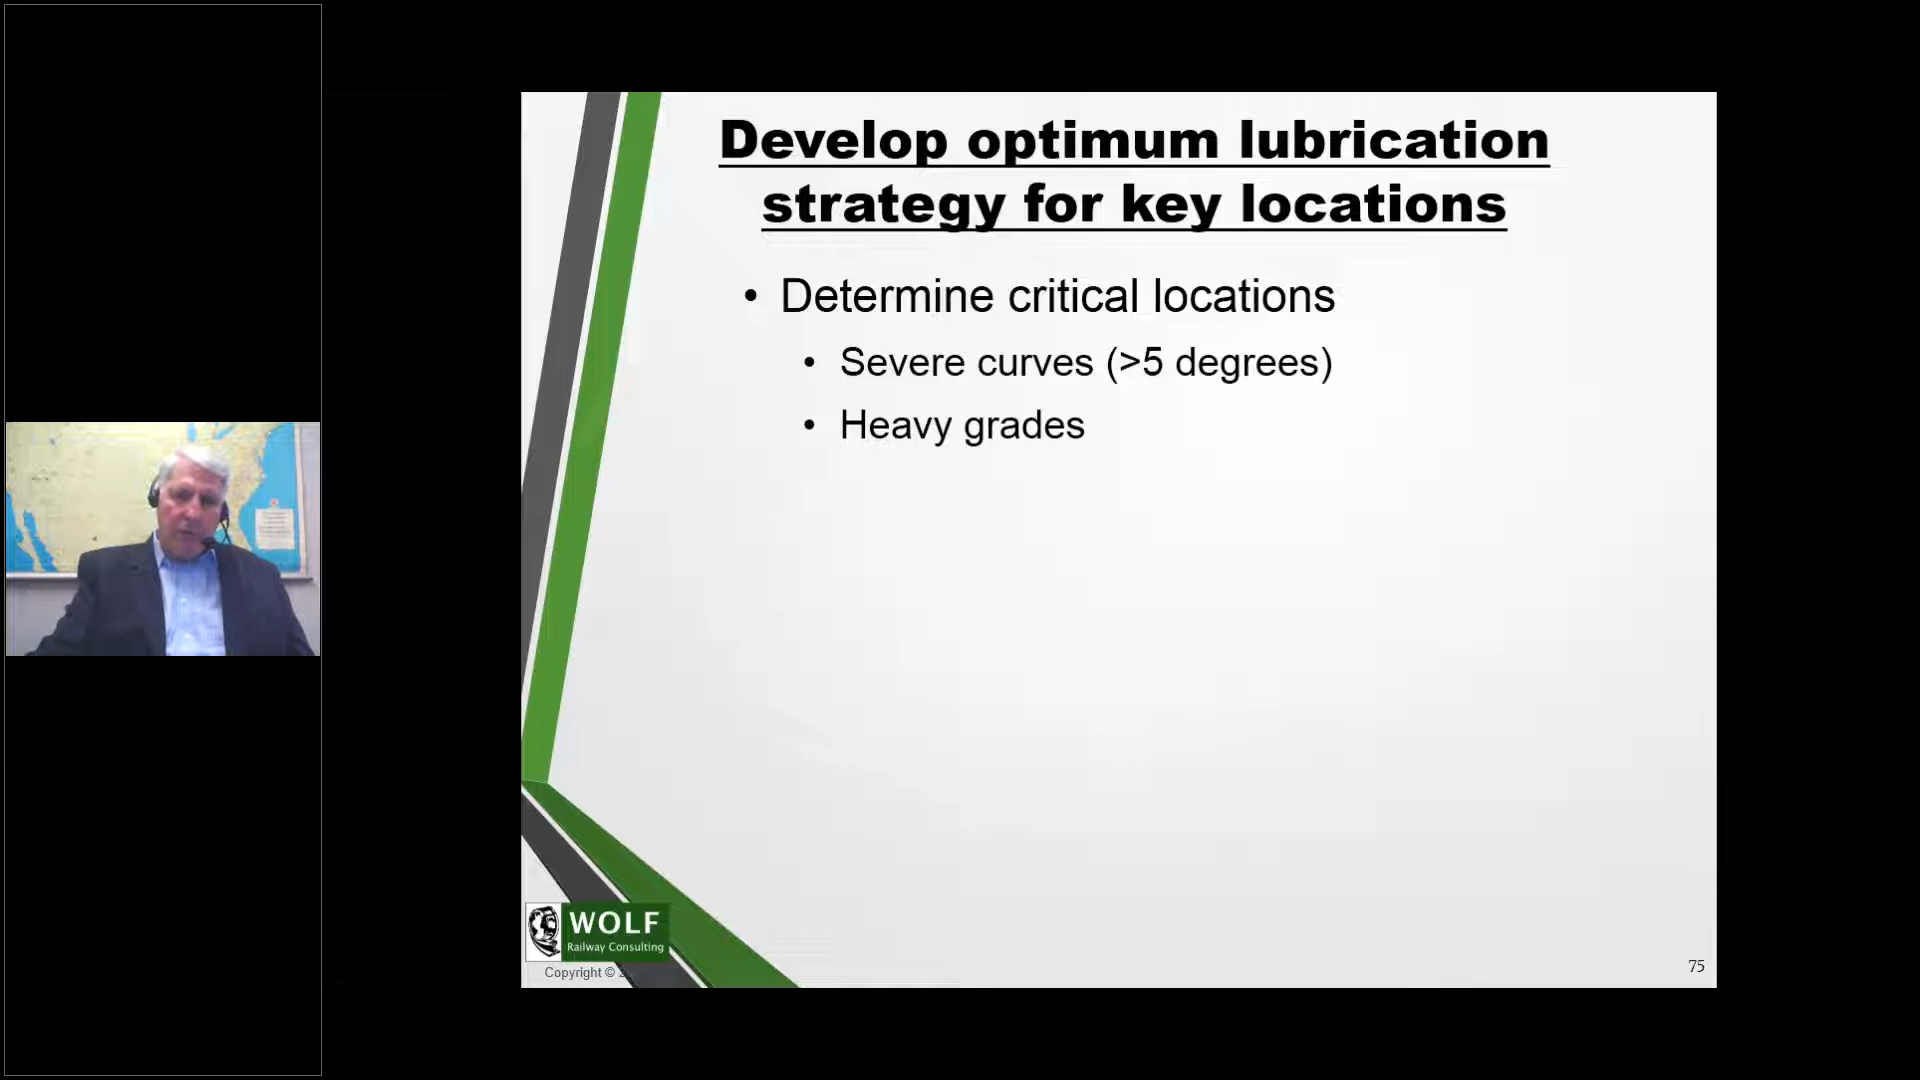 Develop optimum lubrication
strategy for key locations
• Determine critical locations
• Severe curves (>5 degrees)
• Heavy grades
WOLF
Railway Consulting
Copyright ©
75